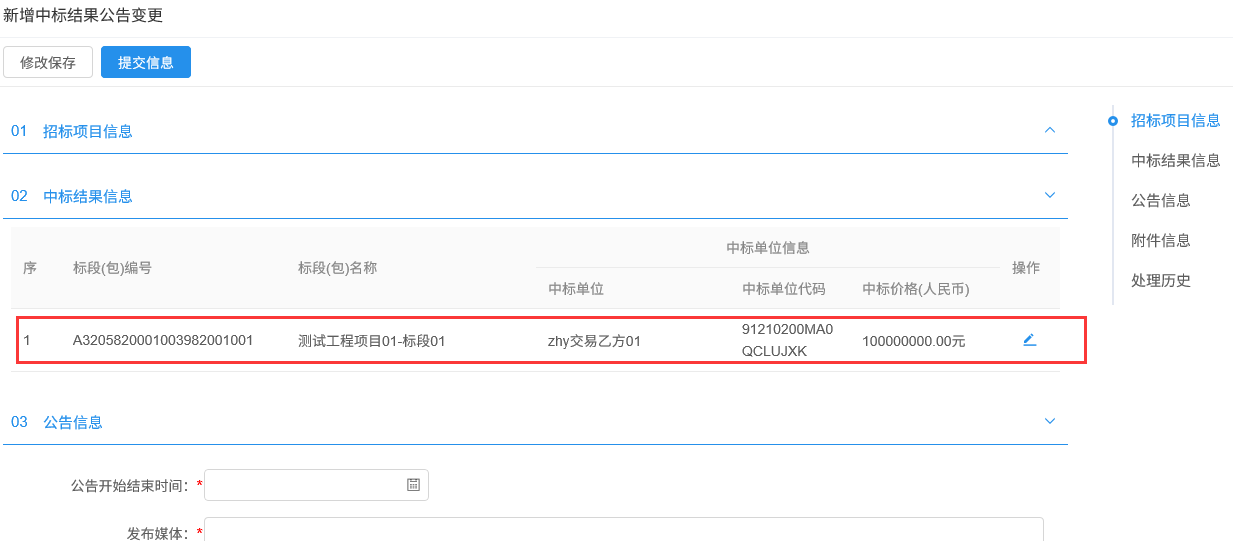 新增中标结果公告变更
修改保存 提交信息
01 招标项目信息
02 中标结果信息
序 标段(包)编号 标段(包)名称 中标单位信息 操作
中标单位 中标单位代码 中标价格(人民币)
1 A3205820001003982001001 测试工程项目01-标段01 zhy交易乙方01 91210200MA0QCLUJXK 100000000.00元
03 公告信息
公告开始结束时间：*
发布媒体：*
招标项目信息
中标结果信息
公告信息
附件信息
处理历史